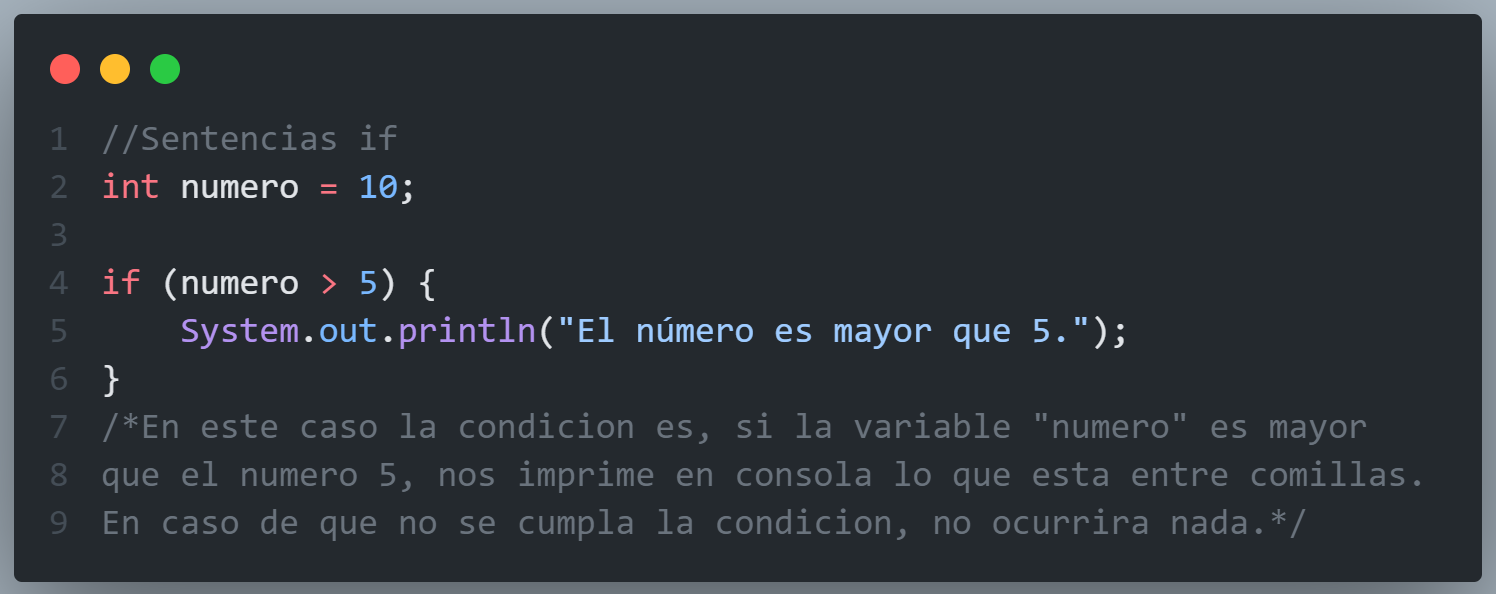 1 //Sentencias if
2 int numero = 10;
3
4 if (numero > 5) {
5     System.out.println("El número es mayor que 5.");
6 }
7 /*En este caso la condicion es, si la variable "numero" es mayor
8 que el numero 5, nos imprime en consola lo que esta entre comillas.
9 En caso de que no se cumpla la condicion, no ocurrira nada.*/